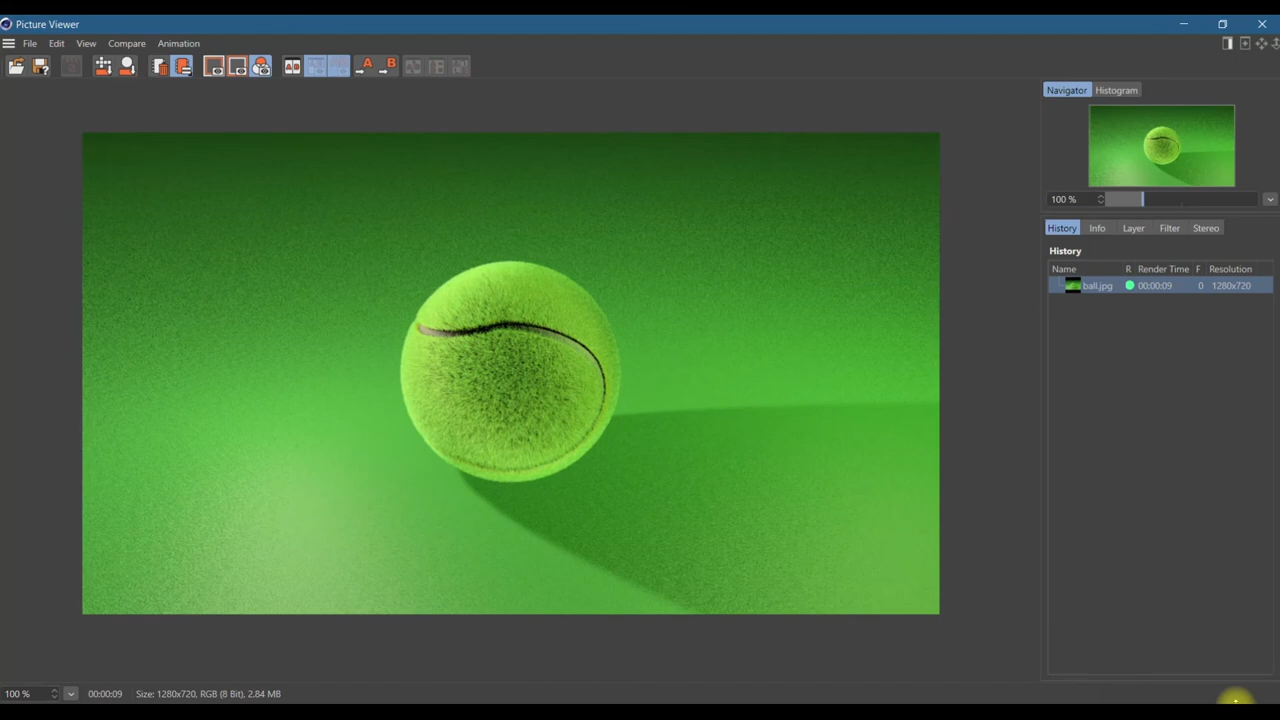 Picture Viewer
File Edit View Compare Animation
A B A B
Navigator Histogram
100 %
History Info Layer Filter Stereo
History
Name R Render Time F Resolution
ball.jpg 00:00:09 0 1280x720
100 % 00:00:09 Size: 1280x720, RGB (8 Bit), 2.84 MB